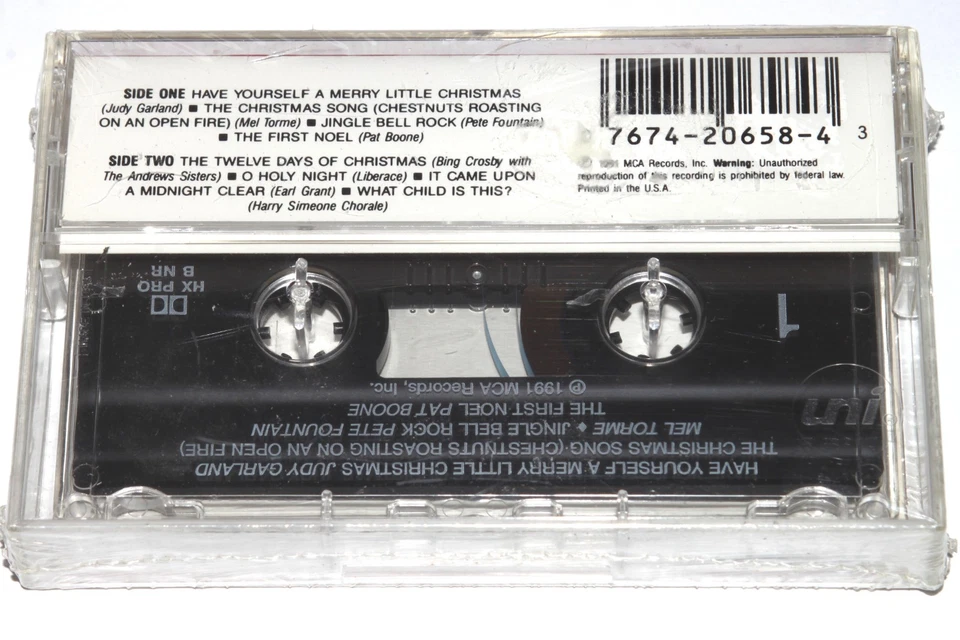 SIDE ONE HAVE YOURSELF A MERRY LITTLE CHRISTMAS
(Judy Garland) ■ THE CHRISTMAS SONG (CHESTNUTS ROASTING
ON AN OPEN FIRE) (Mel Torme) ■ JINGLE BELL ROCK (Pete Fountain)
■ THE FIRST NOEL (Pat Boone)
SIDE TWO THE TWELVE DAYS OF CHRISTMAS (Bing Crosby with
The Andrews Sisters) ■ O HOLY NIGHT (Liberace) ■ IT CAME UPON
A MIDNIGHT CLEAR (Earl Grant) ■ WHAT CHILD IS THIS?
(Harry Simeone Chorale)
7674-20658-4 3
℗ 1991 MCA Records, Inc. Warning: Unauthorized
reproduction of this recording is prohibited by federal law.
Printed in the U.S.A.
HAVE YOURSELF A MERRY LITTLE CHRISTMAS JUDY GARLAND
THE CHRISTMAS SONG (CHESTNUTS ROASTING ON AN OPEN FIRE)
MEL TORME ♦ JINGLE BELL ROCK PETE FOUNTAIN
THE FIRST NOEL PAT BOONE
℗ 1991 MCA Records, Inc.
uni
1
HX PRO
B NR